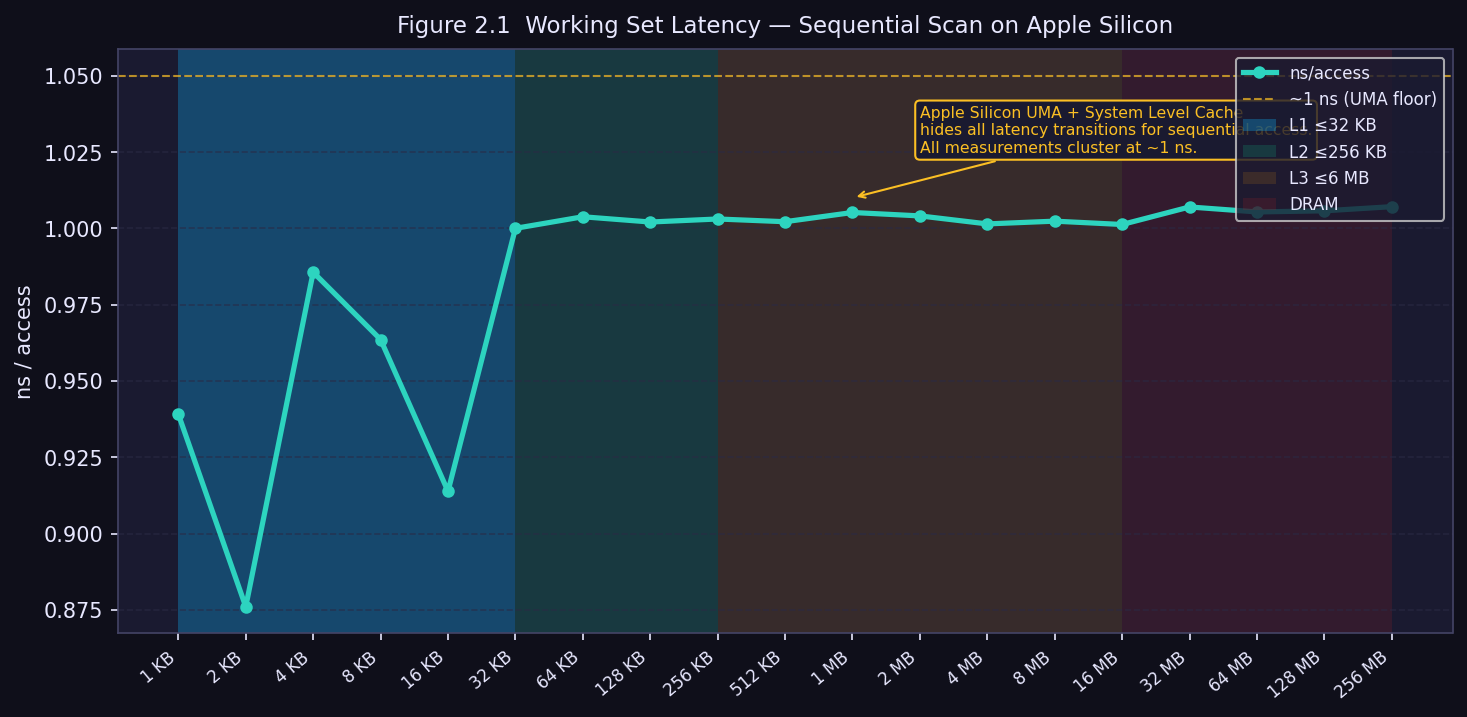 Figure 2.1  Working Set Latency — Sequential Scan on Apple Silicon
ns / access
1.050
1.025
1.000
0.975
0.950
0.925
0.900
0.875
Apple Silicon UMA + System Level Cache
hides all latency transitions for sequential access.
All measurements cluster at ~1 ns.
ns/access
~1 ns (UMA floor)
L1 ≤32 KB
L2 ≤256 KB
L3 ≤6 MB
DRAM
1 KB
2 KB
4 KB
8 KB
16 KB
32 KB
64 KB
128 KB
256 KB
512 KB
1 MB
2 MB
4 MB
8 MB
16 MB
32 MB
64 MB
128 MB
256 MB